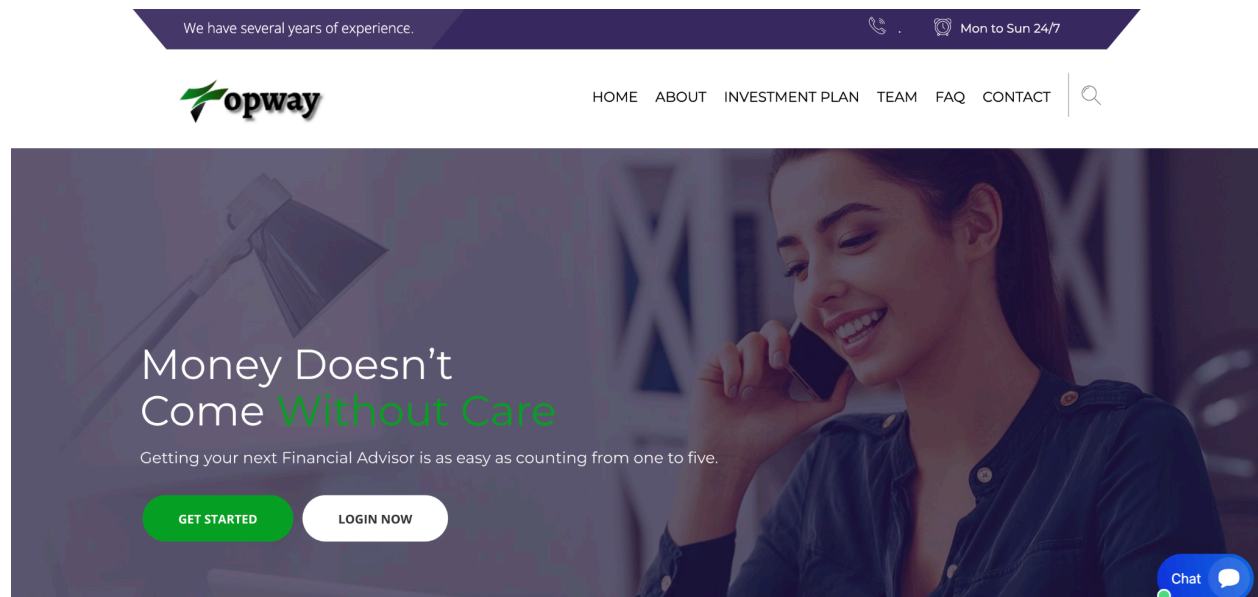 We have several years of experience.
.
Mon to Sun 24/7
Topway
HOME ABOUT INVESTMENT PLAN TEAM FAQ CONTACT
Money Doesn't
Come Without Care
Getting your next Financial Advisor is as easy as counting from one to five.
GET STARTED
LOGIN NOW
Chat